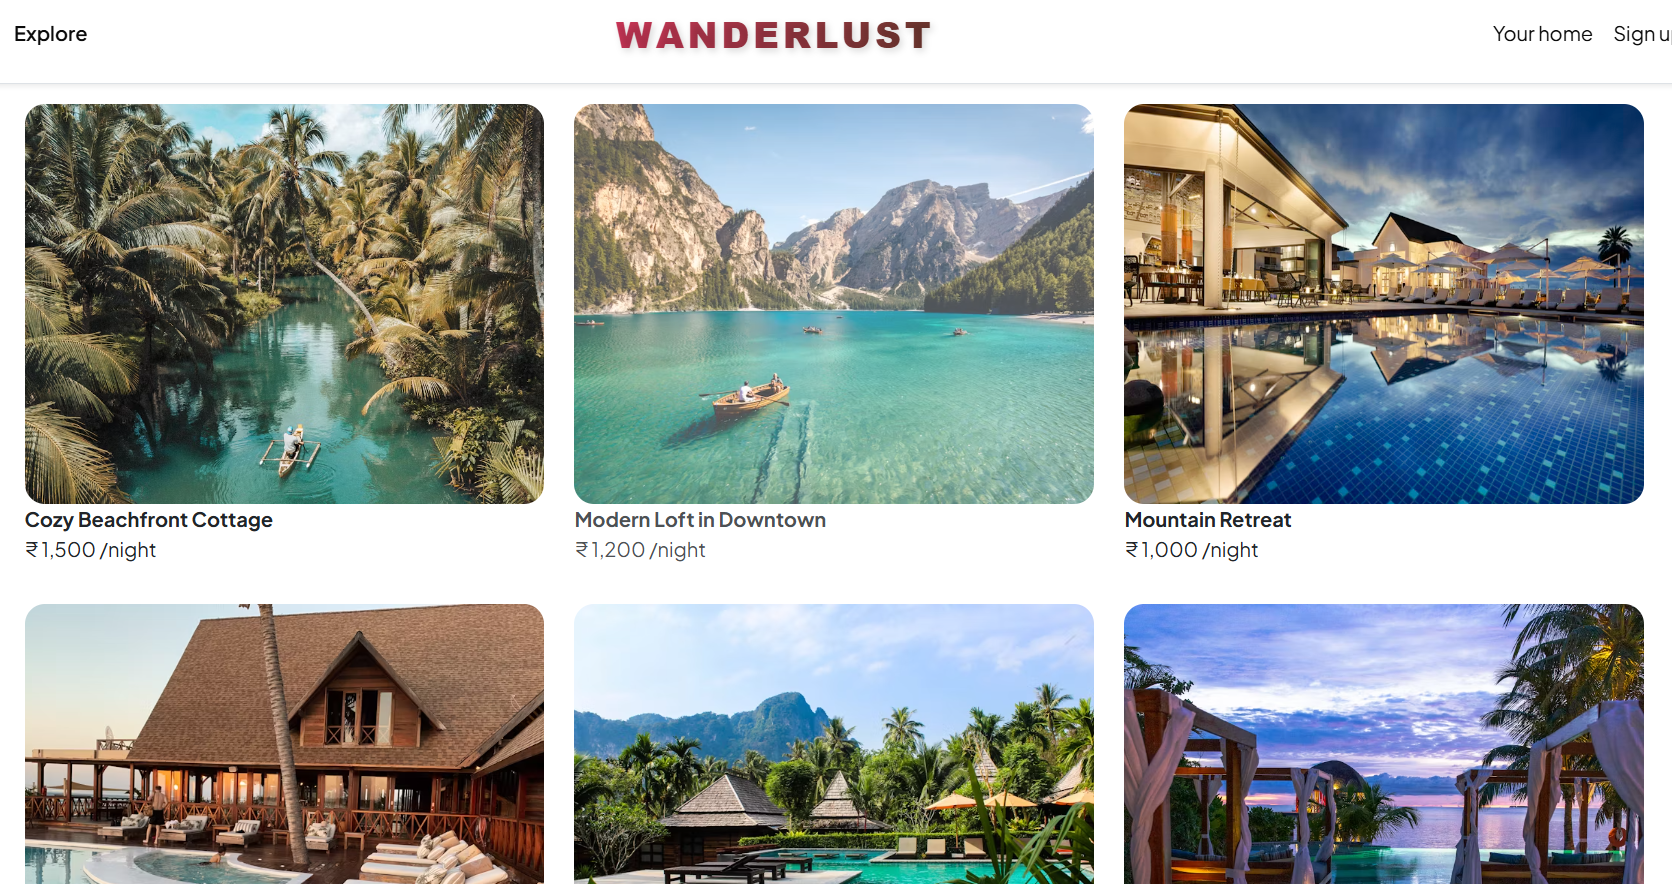 Explore
WANDERLUST
Your home
Sign u
Cozy Beachfront Cottage
₹ 1,500 /night
Modern Loft in Downtown
₹ 1,200 /night
Mountain Retreat
₹ 1,000 /night